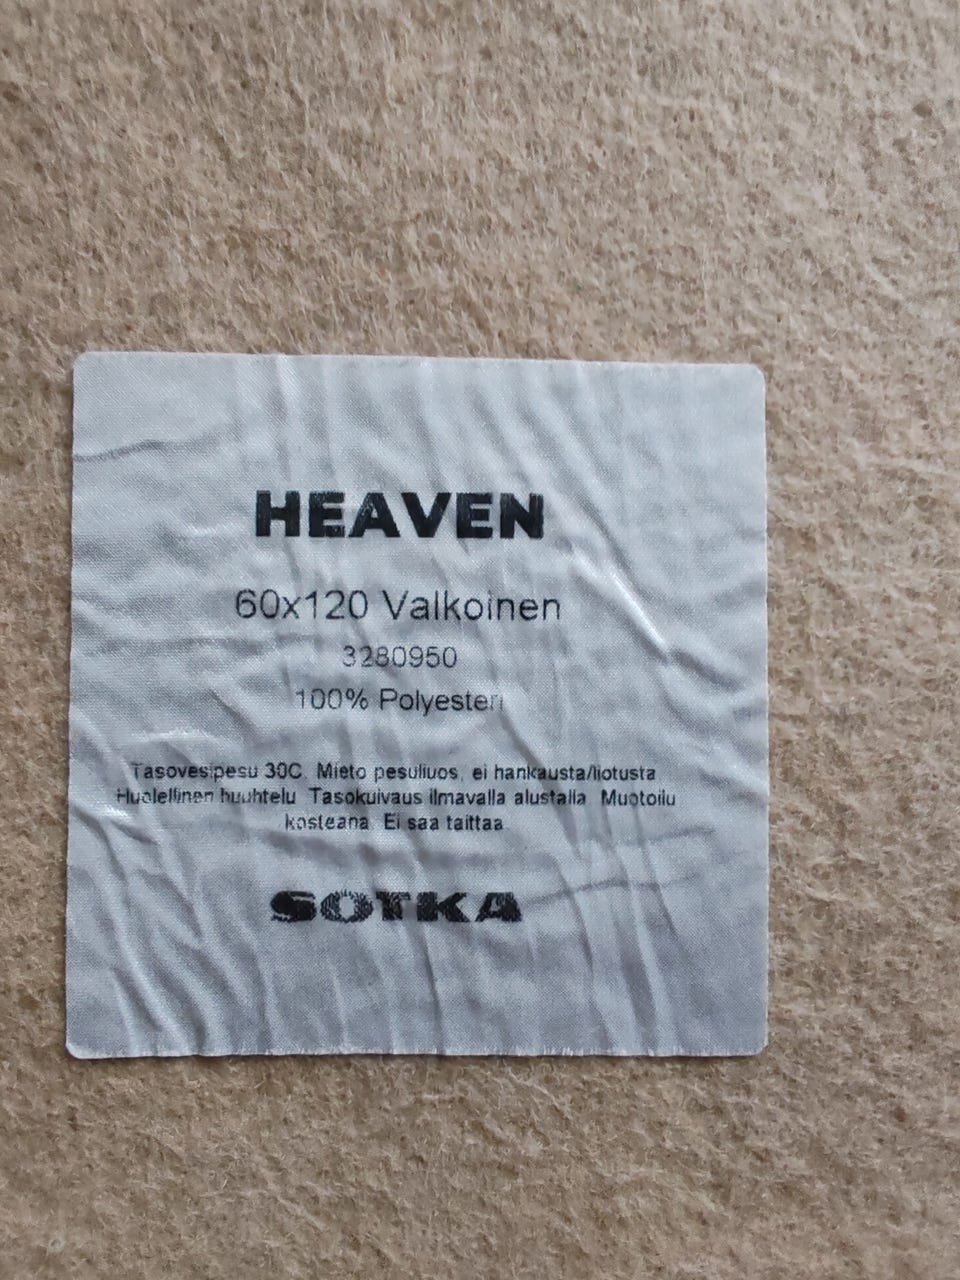 HEAVEN
60x120 Valkoinen
3280950
100% Polyesteri
Tasovesipesu 30C. Mieto pesuliuos, ei hankausta/liotusta
Huolellinen huuhtelu Tasokuivaus ilmavalla alustalla Muotoilu
kosteana Ei saa taittaa
SOTKA